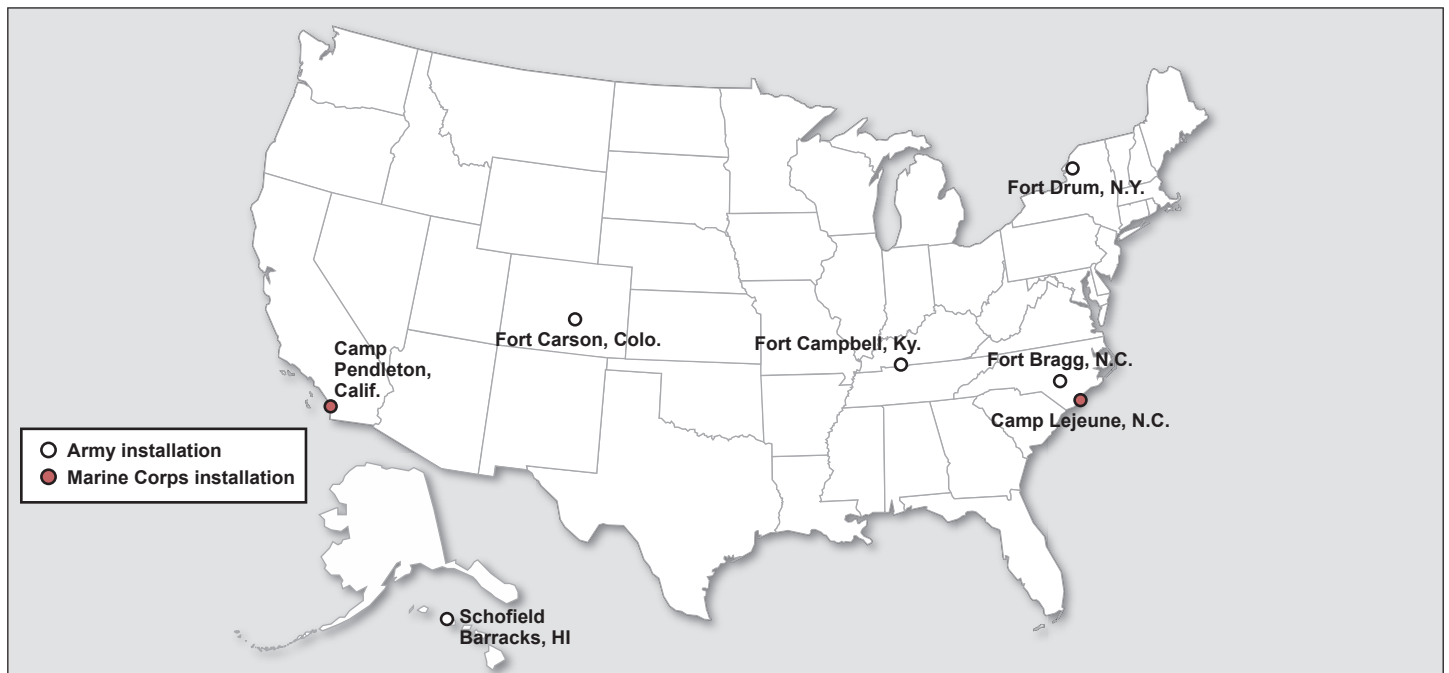 Fort Drum, N.Y.
Fort Carson, Colo.
Camp
Pendleton,
Calif.
Fort Campbell, Ky.
Fort Bragg, N.C.
Camp Lejeune, N.C.
Army installation
Marine Corps installation
Schofield
Barracks, HI